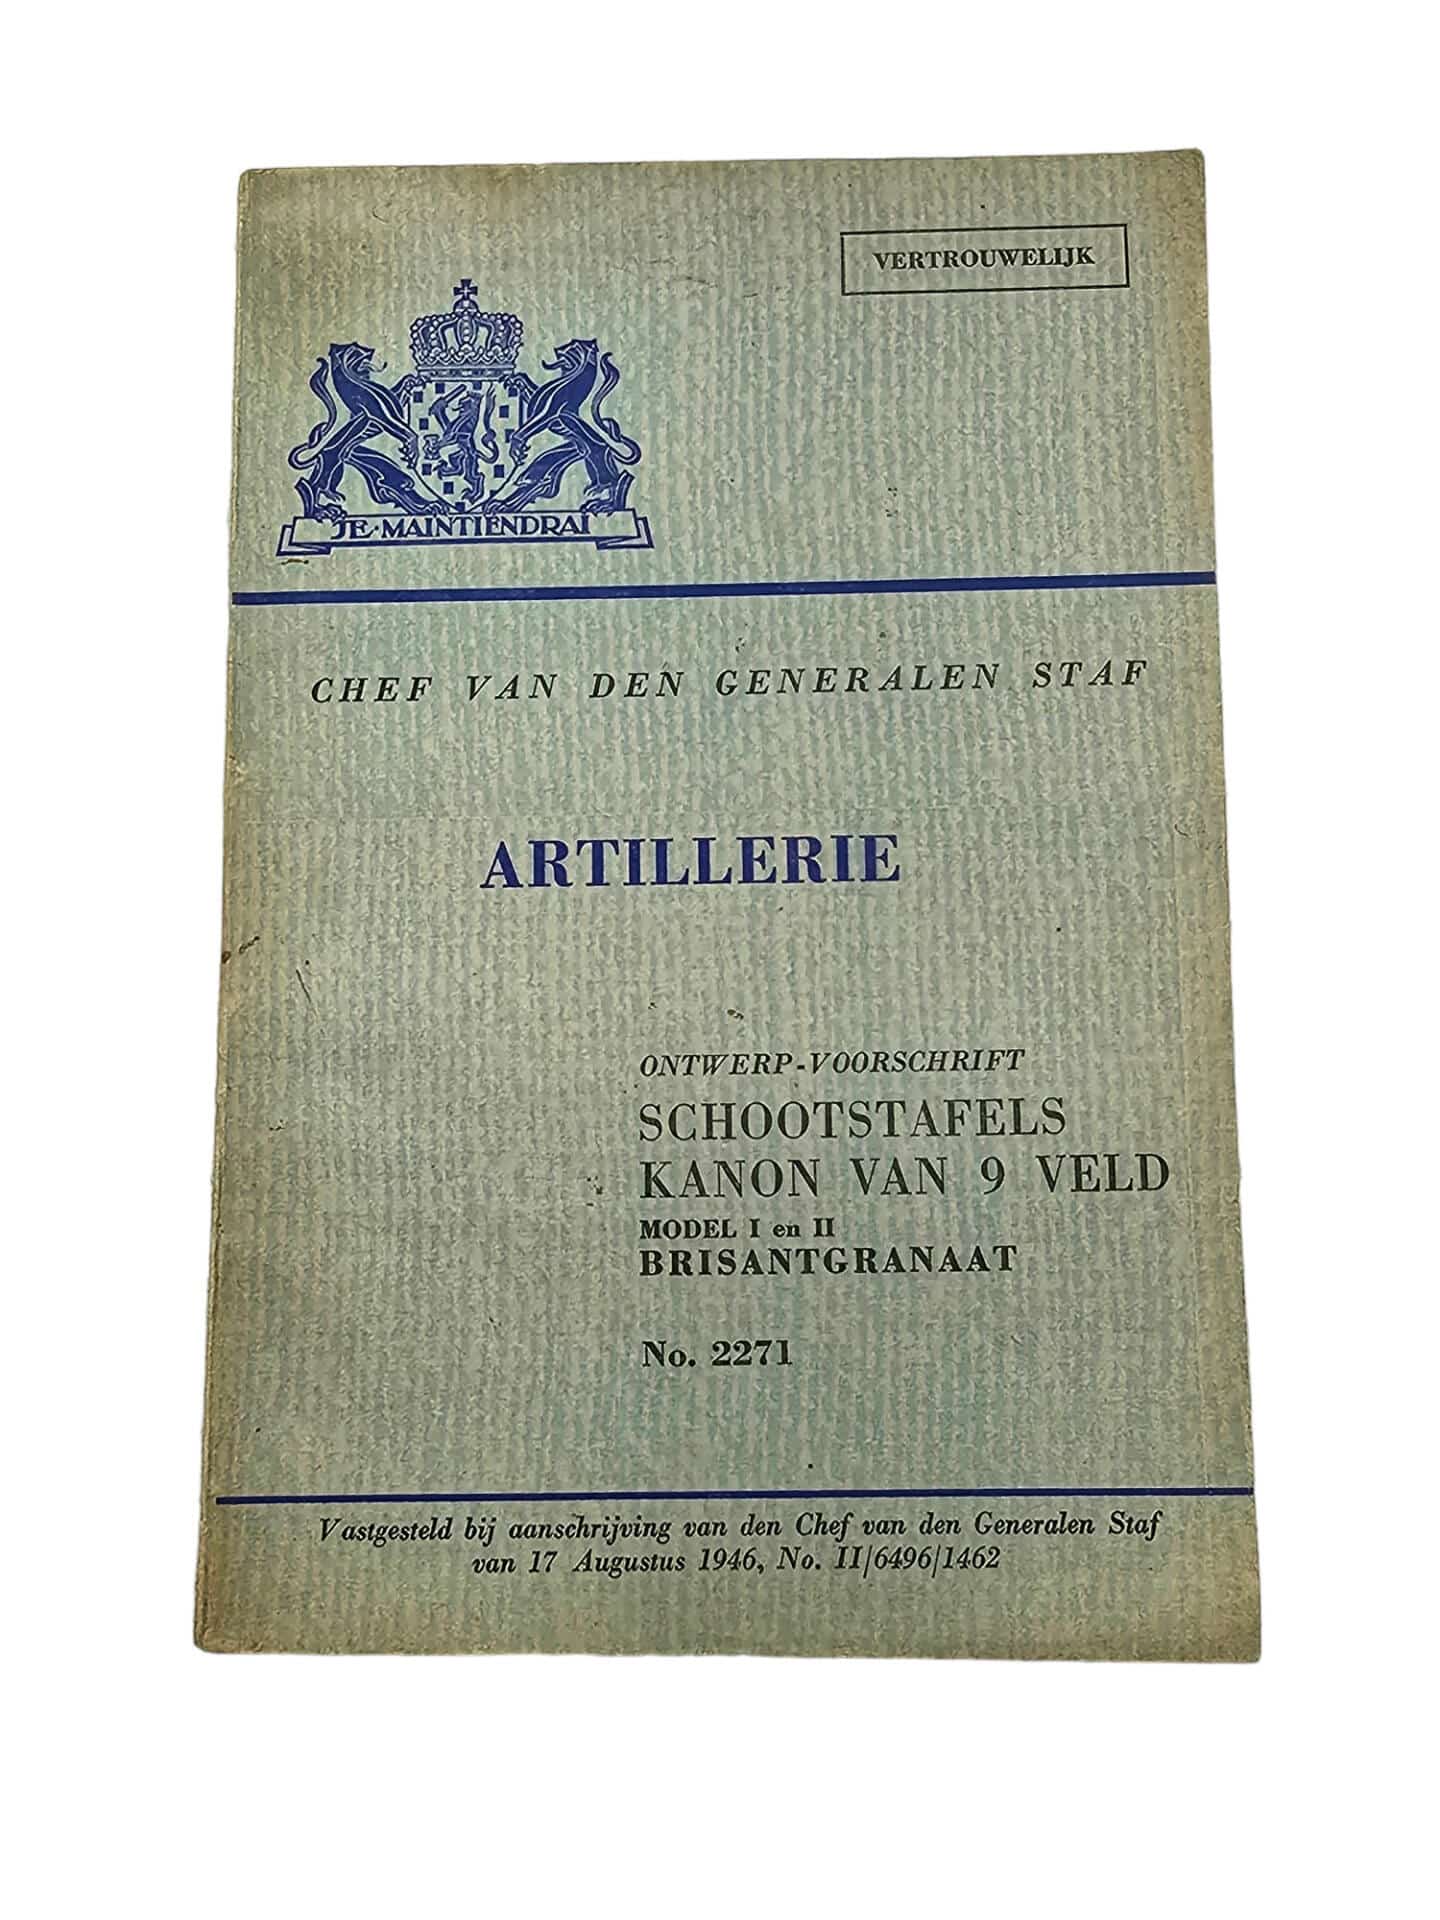 VERTROUWELIJK
JE·MAINTIENDRAI
CHEF VAN DEN GENERALEN STAF
ARTILLERIE
ONTWERP-VOORSCHRIFT
SCHOOTSTAFELS
KANON VAN 9 VELD
MODEL I en II
BRISANTGRANAAT
No. 2271
Vastgesteld bij aanschrijving van den Chef van den Generalen Staf
van 17 Augustus 1946, No. II/6496/1462